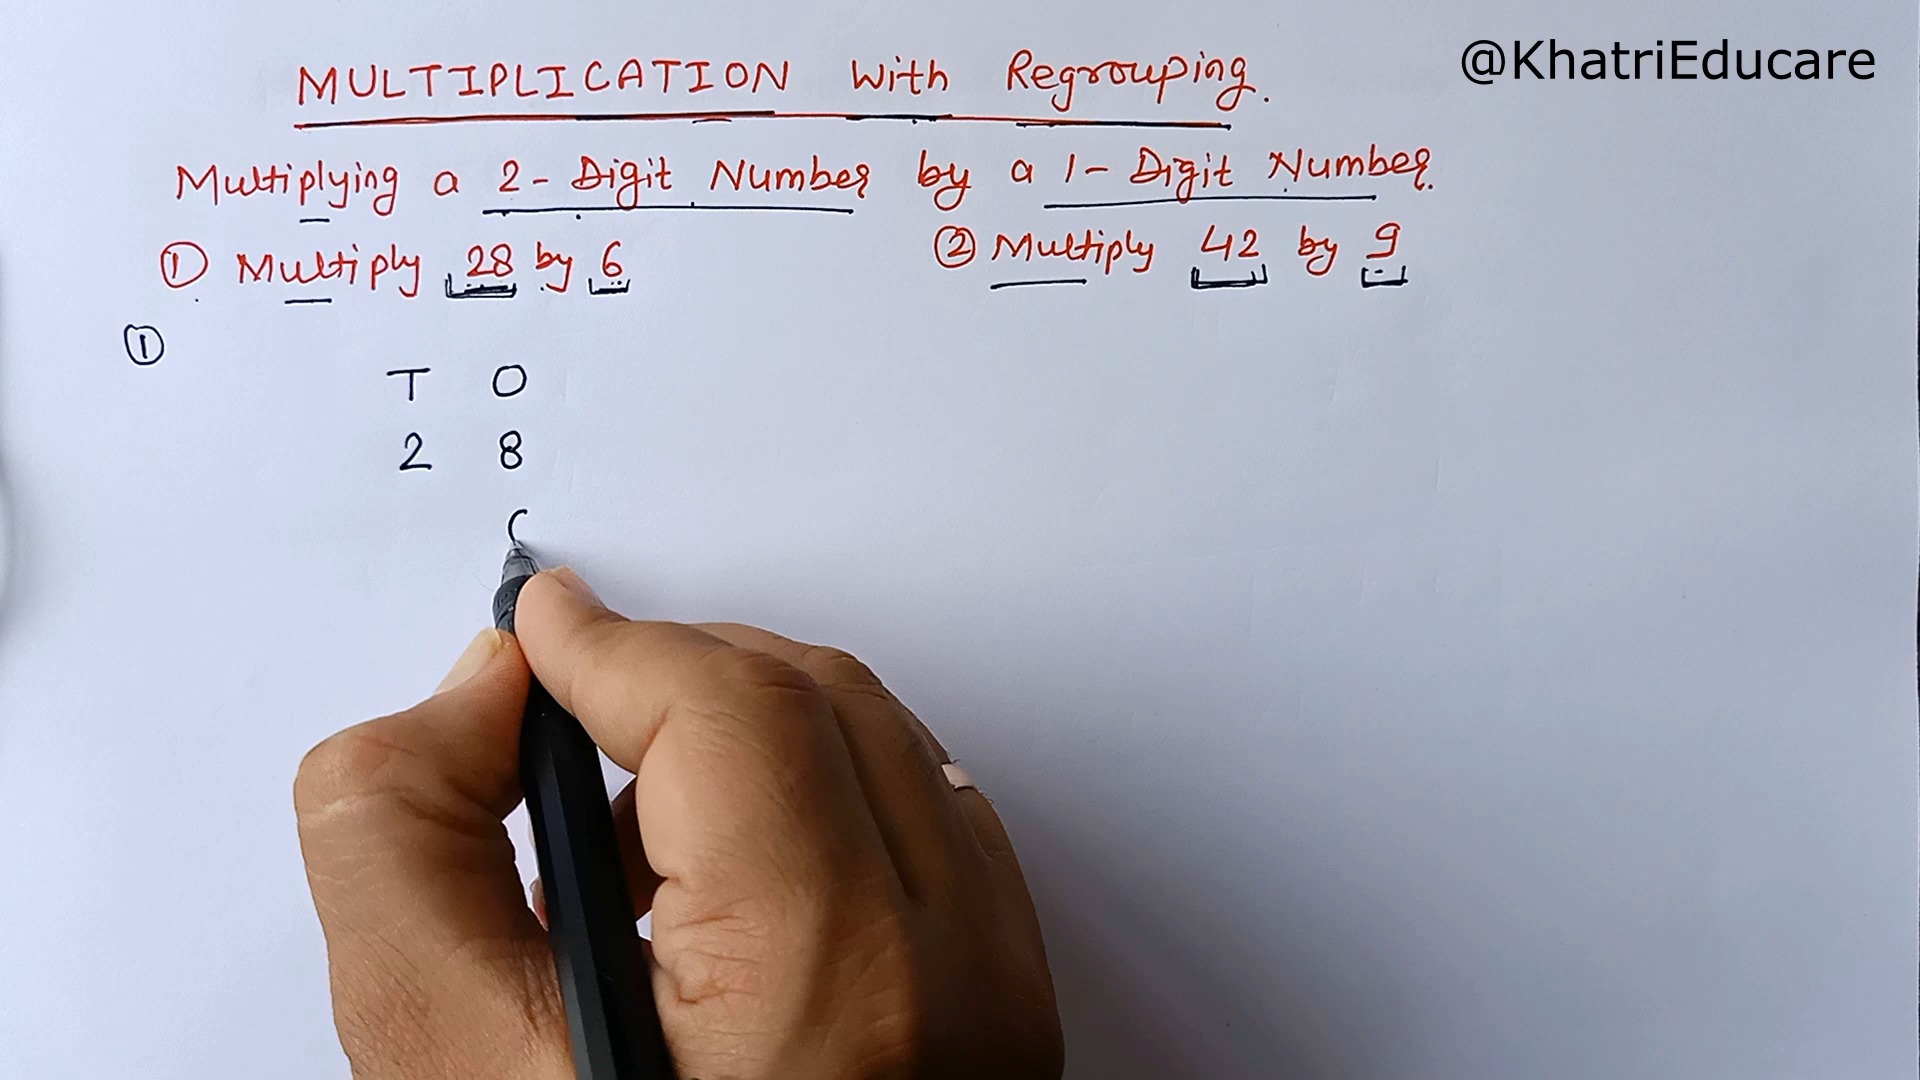 @KhatriEducare
MULTIPLICATION With Regrouping.
Multiplying a 2-Digit Number by a 1-Digit Number.
① Multiply 28 by 6
② Multiply 42 by 9
①
T O
2 8